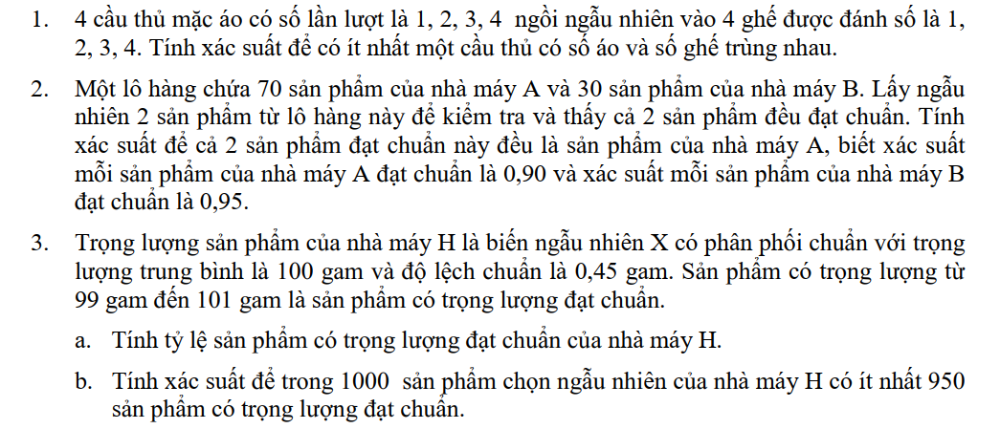 1. 4 cầu thủ mặc áo có số lần lượt là 1, 2, 3, 4 ngồi ngẫu nhiên vào 4 ghế được đánh số là 1,
2, 3, 4. Tính xác suất để có ít nhất một cầu thủ có số áo và số ghế trùng nhau.
2. Một lô hàng chứa 70 sản phẩm của nhà máy A và 30 sản phẩm của nhà máy B. Lấy ngẫu
nhiên 2 sản phẩm từ lô hàng này để kiểm tra và thấy cả 2 sản phẩm đều đạt chuẩn. Tính
xác suất để cả 2 sản phẩm đạt chuẩn này đều là sản phẩm của nhà máy A, biết xác suất
mỗi sản phẩm của nhà máy A đạt chuẩn là 0,90 và xác suất mỗi sản phẩm của nhà máy B
đạt chuẩn là 0,95.
3. Trọng lượng sản phẩm của nhà máy H là biến ngẫu nhiên X có phân phối chuẩn với trọng
lượng trung bình là 100 gam và độ lệch chuẩn là 0,45 gam. Sản phẩm có trọng lượng từ
99 gam đến 101 gam là sản phẩm có trọng lượng đạt chuẩn.
a. Tính tỷ lệ sản phẩm có trọng lượng đạt chuẩn của nhà máy H.
b. Tính xác suất để trong 1000 sản phẩm chọn ngẫu nhiên của nhà máy H có ít nhất 950
sản phẩm có trọng lượng đạt chuẩn.